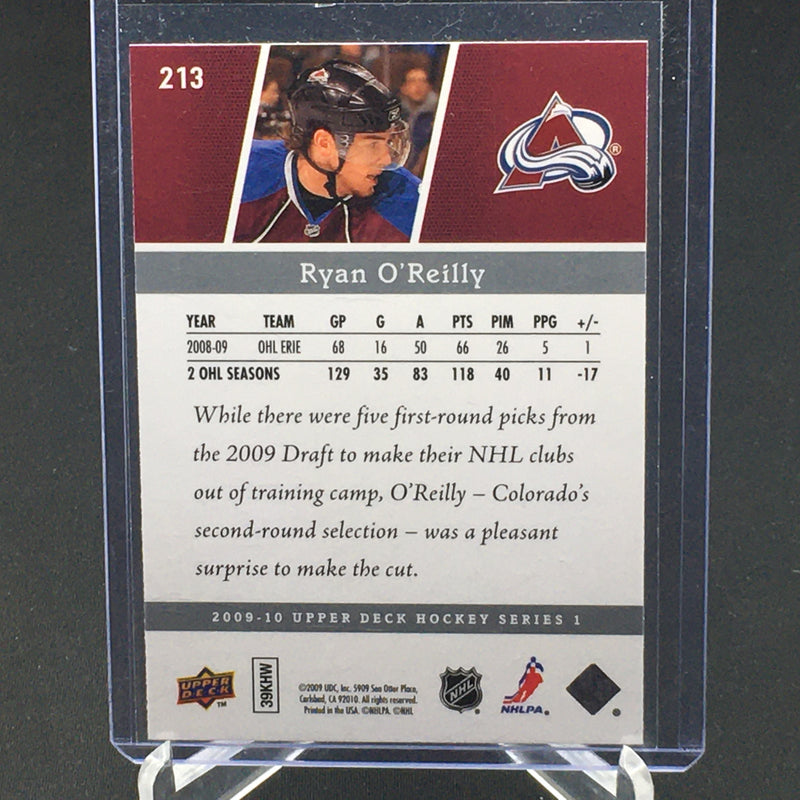 213
®
Ryan O'Reilly
YEAR TEAM GP G A PTS PIM PPG +/-
2008-09 OHL ERIE 68 16 50 66 26 5 1
2 OHL SEASONS 129 35 83 118 40 11 -17
While there were five first-round picks from
the 2009 Draft to make their NHL clubs
out of training camp, O'Reilly – Colorado's
second-round selection – was a pleasant
surprise to make the cut.
2009-10 UPPER DECK HOCKEY SERIES 1
UPPER DECK ™
39KHW
©2009 UDC, Inc. 5909 Sea Otter Place,
Carlsbad, CA 92010. All rights reserved.
Printed in the USA. ©NHLPA. ©NHL
NHL ®
NHLPA. ®
®